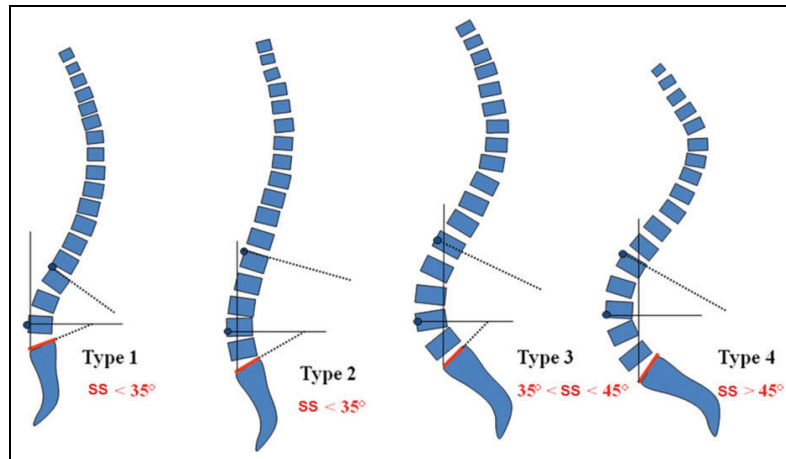 Type 1
SS < 35°
Type 2
SS < 35°
Type 3
35° < SS < 45°
Type 4
SS > 45°